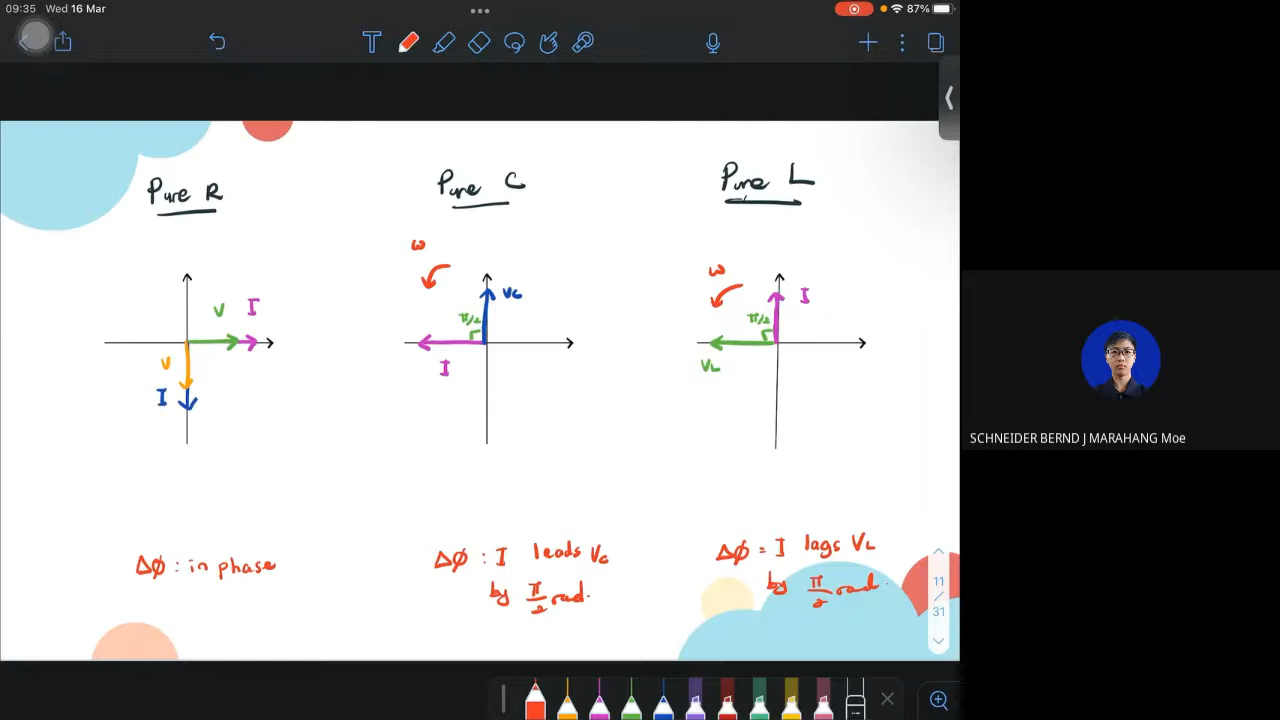 09:35 Wed 16 Mar
87%
T
Pure R
Pure C
Pure L
ω
ω
V I
VC
I
π/2
π/2
V
I
I
VL
Δφ : in phase
Δφ : I leads VC
by π/2 rad.
Δφ = I lags VL
by π/2 rad.
11
/
31
SCHNEIDER BERND J MARAHANG Moe